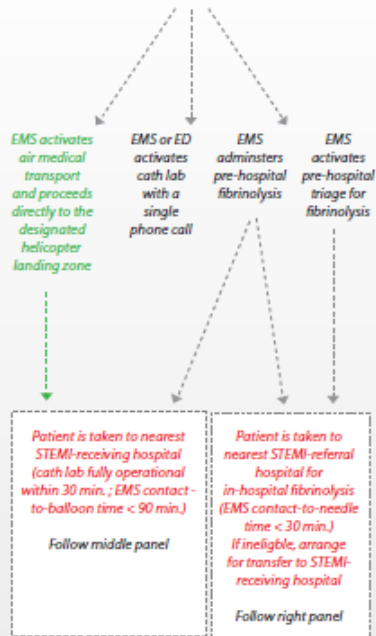 EMS activates
air medical
transport
and proceeds
directly to the
designated
helicopter
landing zone
EMS or ED
activates
cath lab
with a
single
phone call
EMS
adminsters
pre-hospital
fibrinolysis
EMS
activates
pre-hospital
triage for
fibrinolysis
Patient is taken to nearest
STEMI-receiving hospital
(cath lab fully operational
within 30 min. ; EMS contact -
to-balloon time < 90 min.)
Follow middle panel
Patient is taken to
nearest STEMI-referral
hospital for
in-hospital fibrinolysis
(EMS contact-to-needle
time < 30 min.)
If ineligible, arrange
for transfer to STEMI-
receiving hospital
Follow right panel